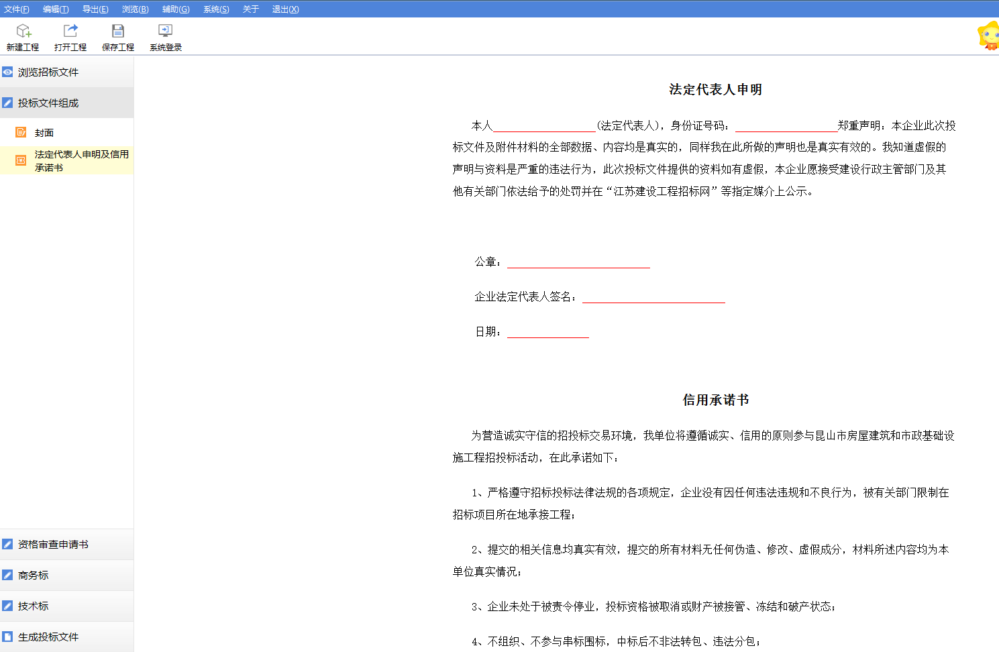 文件(F) 编辑(T) 导出(E) 浏览(B) 辅助(G) 系统(S) 关于 退出(X)
新建工程 打开工程 保存工程 系统登录
浏览招标文件
投标文件组成
封面
法定代表人申明及信用
承诺书
资格审查申请书
商务标
技术标
生成投标文件
法定代表人申明
本人___________________(法定代表人)，身份证号码：___________________郑重声明：本企业此次投
标文件及附件材料的全部数据、内容均是真实的，同样我在此所做的声明也是真实有效的。我知道虚假的
声明与资料是严重的违法行为，此次投标文件提供的资料如有虚假，本企业愿接受建设行政主管部门及其
他有关部门依法给予的处罚并在“江苏建设工程招标网”等指定媒介上公示。
公章：
企业法定代表人签名：
日期：
信用承诺书
为营造诚实守信的招投标交易环境，我单位将遵循诚实、信用的原则参与昆山市房屋建筑和市政基础设
施工程招投标活动，在此承诺如下：
1、严格遵守招标投标法律法规的各项规定，企业没有因任何违法违规和不良行为，被有关部门限制在
招标项目所在地承接工程；
2、提交的相关信息均真实有效，提交的所有材料无任何伪造、修改、虚假成分，材料所述内容均为本
单位真实情况；
3、企业未处于被责令停业，投标资格被取消或财产被接管、冻结和破产状态；
4、不组织、不参与串标围标，中标后不非法转包、违法分包；